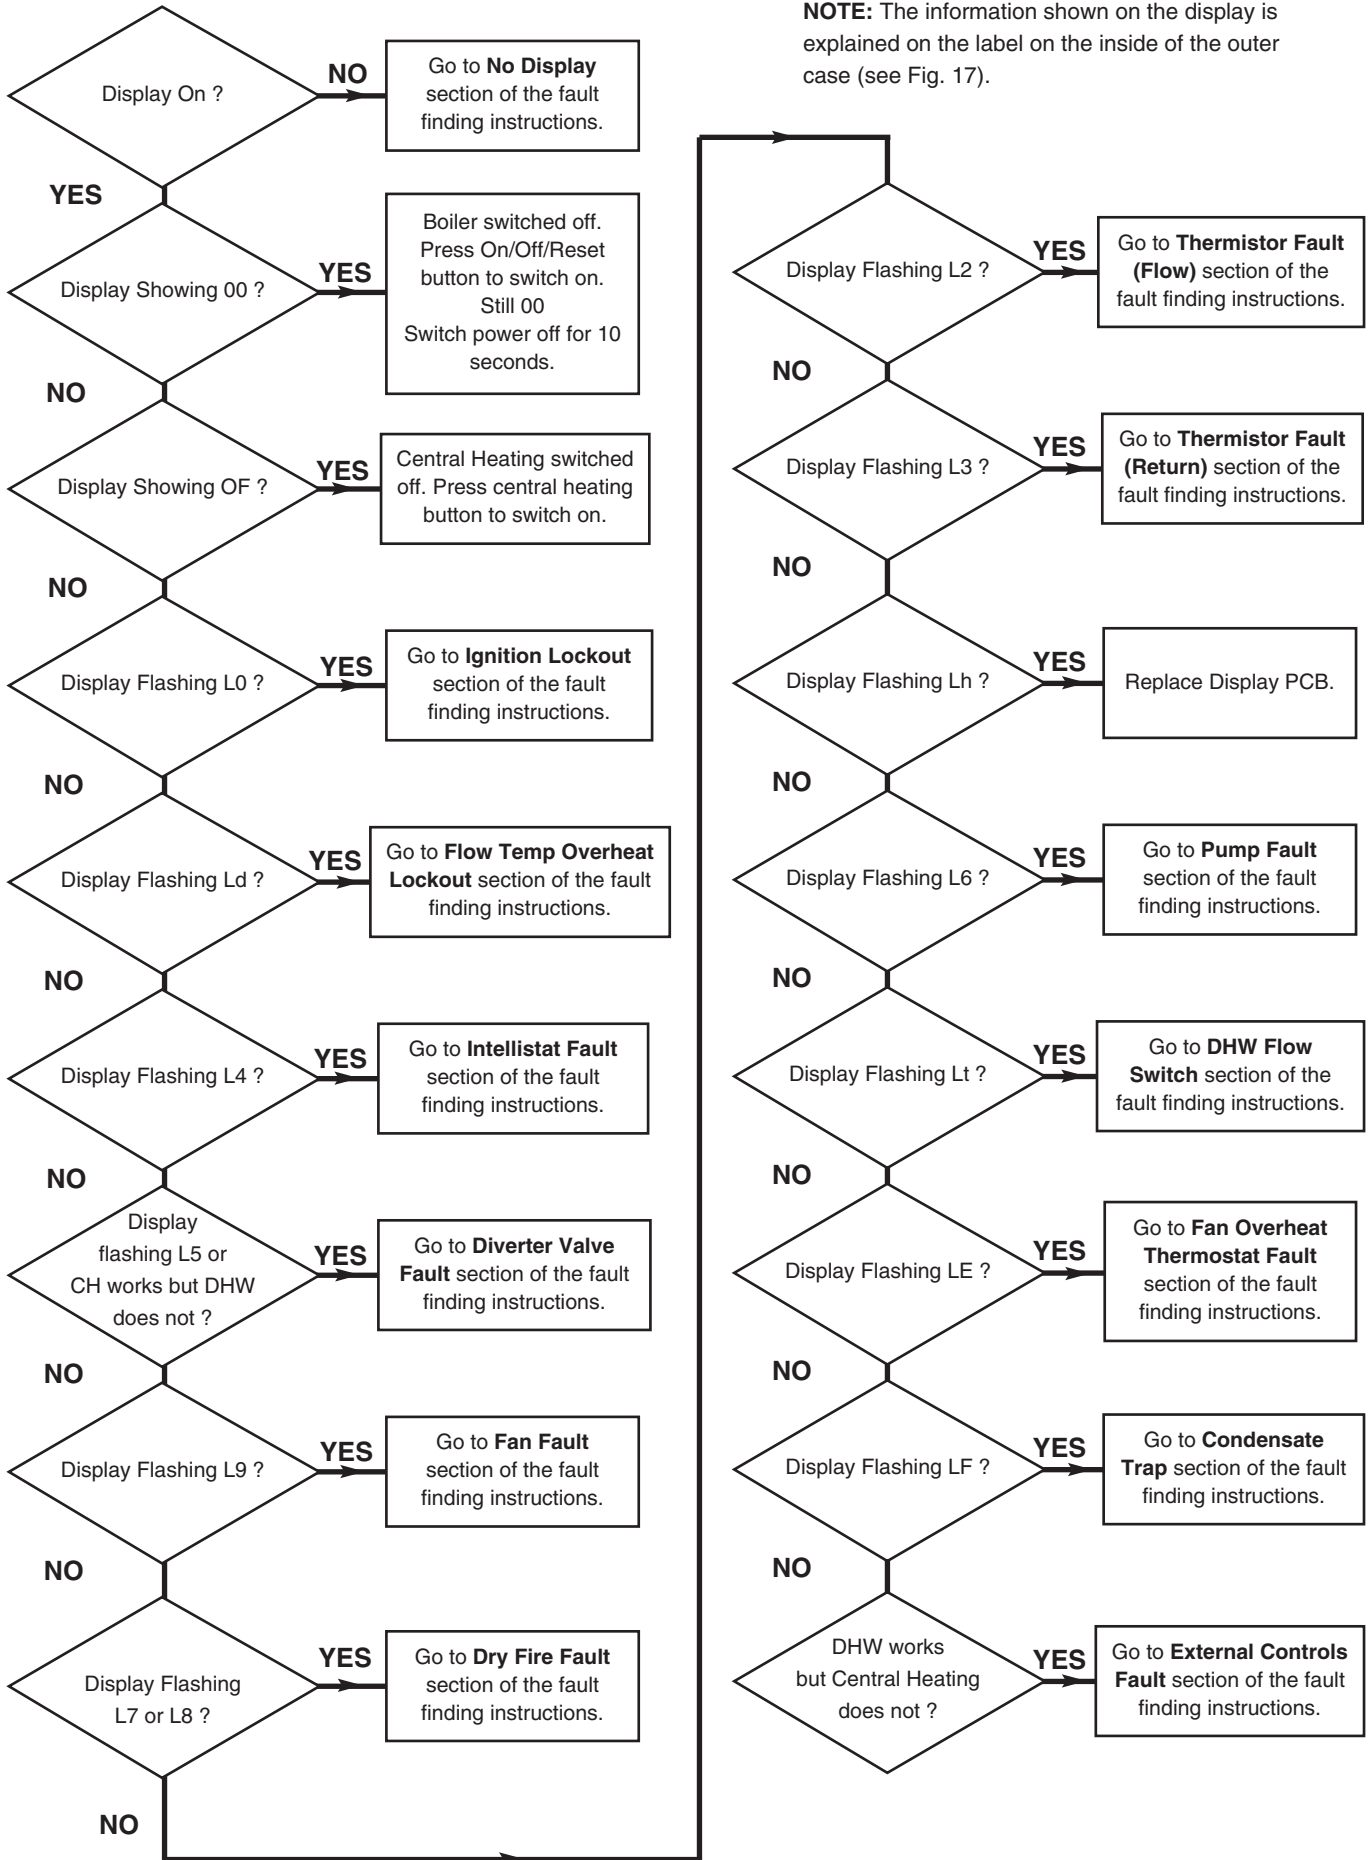 Display On ?
NO
Go to No Display
section of the fault
finding instructions.
YES
Display Showing 00 ?
YES
Boiler switched off.
Press On/Off/Reset
button to switch on.
Still 00
Switch power off for 10
seconds.
NO
Display Showing OF ?
YES
Central Heating switched
off. Press central heating
button to switch on.
NO
Display Flashing L0 ?
YES
Go to Ignition Lockout
section of the fault
finding instructions.
NO
Display Flashing Ld ?
YES
Go to Flow Temp Overheat
Lockout section of the fault
finding instructions.
NO
Display Flashing L4 ?
YES
Go to Intellistat Fault
section of the fault
finding instructions.
NO
Display
flashing L5 or
CH works but DHW
does not ?
YES
Go to Diverter Valve
Fault section of the fault
finding instructions.
NO
Display Flashing L9 ?
YES
Go to Fan Fault
section of the fault
finding instructions.
NO
Display Flashing
L7 or L8 ?
YES
Go to Dry Fire Fault
section of the fault
finding instructions.
NO
NOTE: The information shown on the display is
explained on the label on the inside of the outer
case (see Fig. 17).
Display Flashing L2 ?
YES
Go to Thermistor Fault
(Flow) section of the
fault finding instructions.
NO
Display Flashing L3 ?
YES
Go to Thermistor Fault
(Return) section of the
fault finding instructions.
NO
Display Flashing Lh ?
YES
Replace Display PCB.
NO
Display Flashing L6 ?
YES
Go to Pump Fault
section of the fault
finding instructions.
NO
Display Flashing Lt ?
YES
Go to DHW Flow
Switch section of the
fault finding instructions.
NO
Display Flashing LE ?
YES
Go to Fan Overheat
Thermostat Fault
section of the fault
finding instructions.
NO
Display Flashing LF ?
YES
Go to Condensate
Trap section of the fault
finding instructions.
NO
DHW works
but Central Heating
does not ?
YES
Go to External Controls
Fault section of the fault
finding instructions.